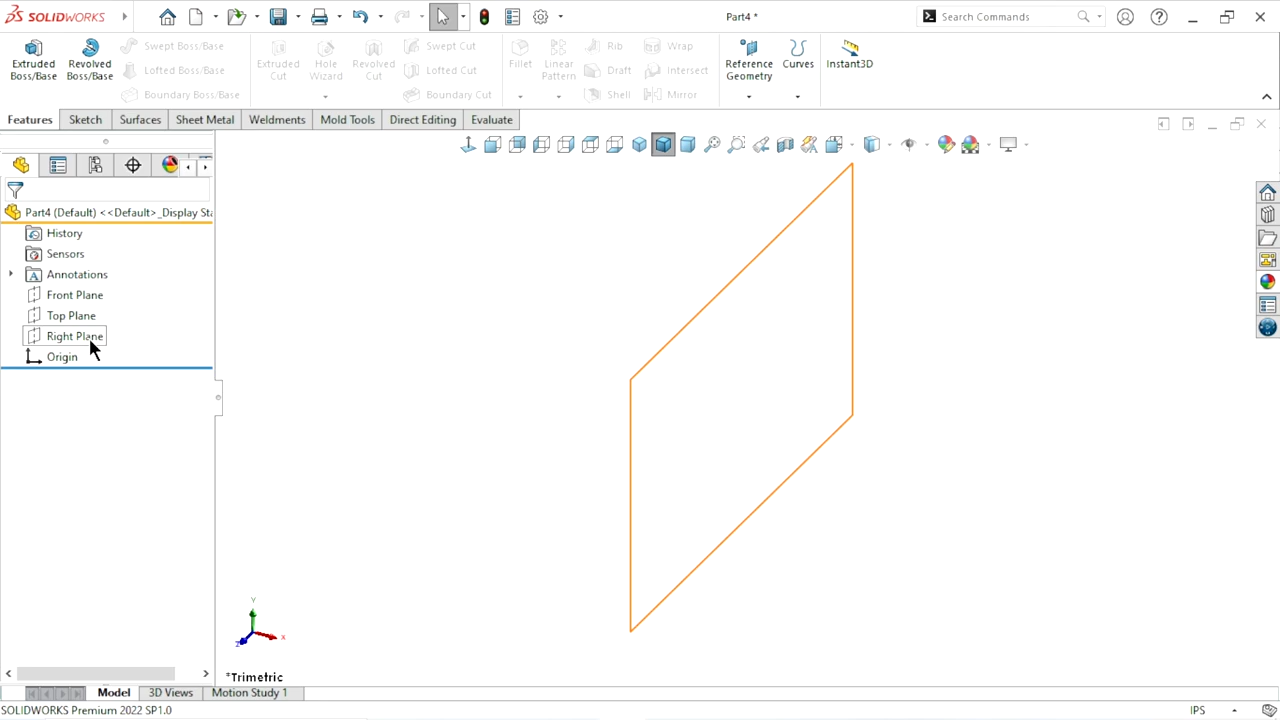 SOLIDWORKS
Part4 *
Search Commands
Extruded Boss/Base
Revolved Boss/Base
Swept Boss/Base
Lofted Boss/Base
Boundary Boss/Base
Extruded Cut
Hole Wizard
Revolved Cut
Swept Cut
Lofted Cut
Boundary Cut
Fillet
Linear Pattern
Rib
Draft
Shell
Wrap
Intersect
Mirror
Reference Geometry
Curves
Instant3D
Features
Sketch
Surfaces
Sheet Metal
Weldments
Mold Tools
Direct Editing
Evaluate
Part4 (Default) <<Default>_Display Sta
History
Sensors
Annotations
Front Plane
Top Plane
Right Plane
Origin
Y
X
Z
*Trimetric
Model
3D Views
Motion Study 1
SOLIDWORKS Premium 2022 SP1.0
IPS